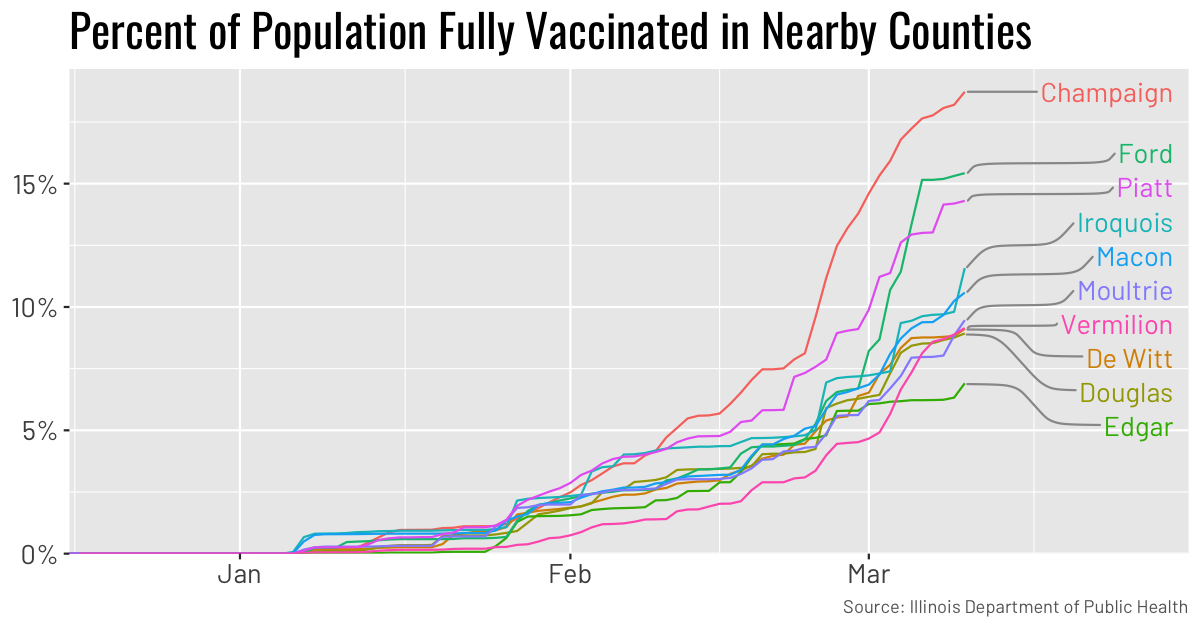 Percent of Population Fully Vaccinated in Nearby Counties
Champaign
Ford
15%
Piatt
Iroquois
Macon
Moultrie
10%
Vermilion
De Witt
Douglas
5%
Edgar
0%
Jan Feb Mar
Source: Illinois Department of Public Health